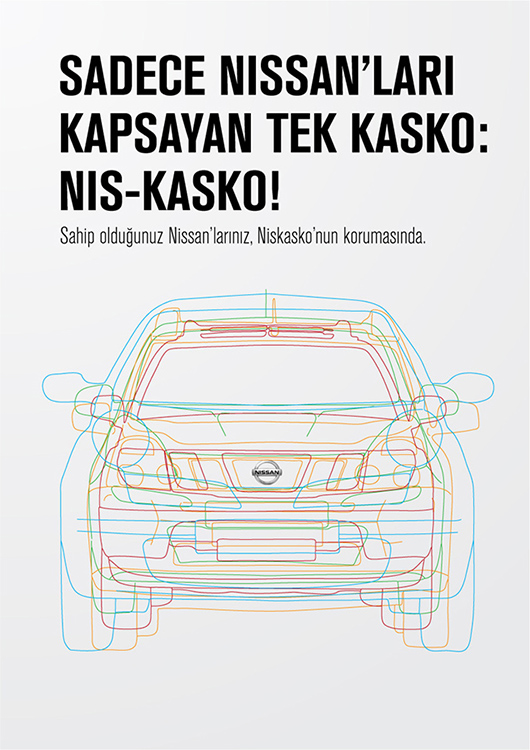 SADECE NISSAN'LARI
KAPSAYAN TEK KASKO:
NIS-KASKO!
Sahip olduğunuz Nissan'larınız, Niskasko'nun korumasında.
NISSAN